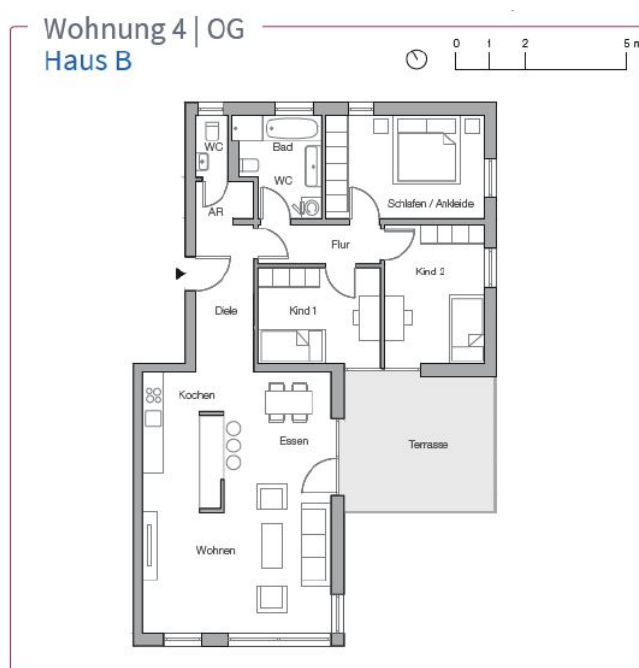 Wohnung 4 | OG
Haus B
0 1 2 5 m
WC
Bad
WC
AR
Schlafen / Ankleide
Flur
Kind 2
Diele
Kind 1
Kochen
Essen
Terrasse
Wohnen